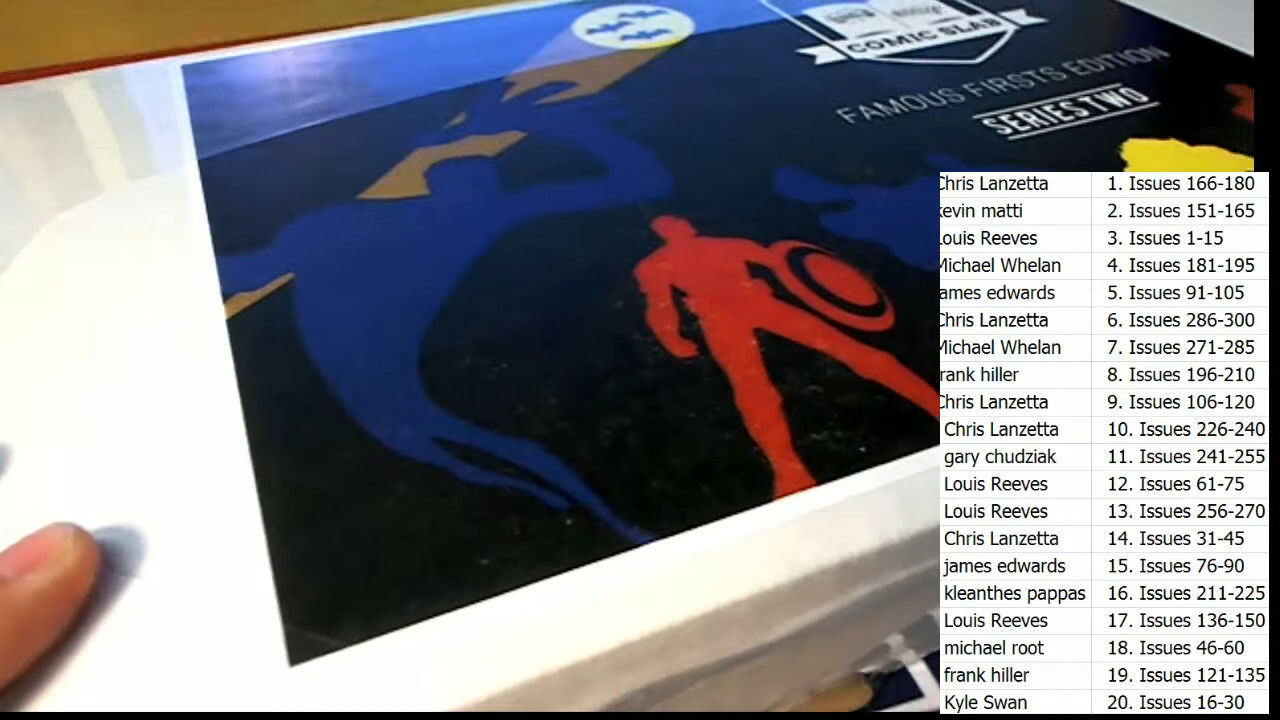 COMIC SLAB
FAMOUS FIRSTS EDITION
SERIES TWO
Chris Lanzetta 1. Issues 166-180
kevin matti 2. Issues 151-165
Louis Reeves 3. Issues 1-15
Michael Whelan 4. Issues 181-195
ames edwards 5. Issues 91-105
Chris Lanzetta 6. Issues 286-300
Michael Whelan 7. Issues 271-285
rank hiller 8. Issues 196-210
Chris Lanzetta 9. Issues 106-120
Chris Lanzetta 10. Issues 226-240
gary chudziak 11. Issues 241-255
Louis Reeves 12. Issues 61-75
Louis Reeves 13. Issues 256-270
Chris Lanzetta 14. Issues 31-45
james edwards 15. Issues 76-90
kleanthes pappas 16. Issues 211-225
Louis Reeves 17. Issues 136-150
michael root 18. Issues 46-60
frank hiller 19. Issues 121-135
Kyle Swan 20. Issues 16-30